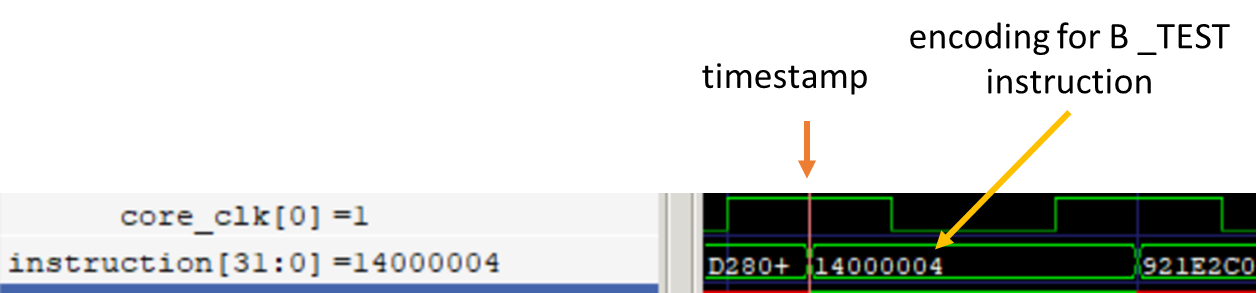 encoding for B _TEST
instruction
timestamp
core_clk[0] =1
instruction[31:0] =14000004
D280+ 14000004 921E2C0